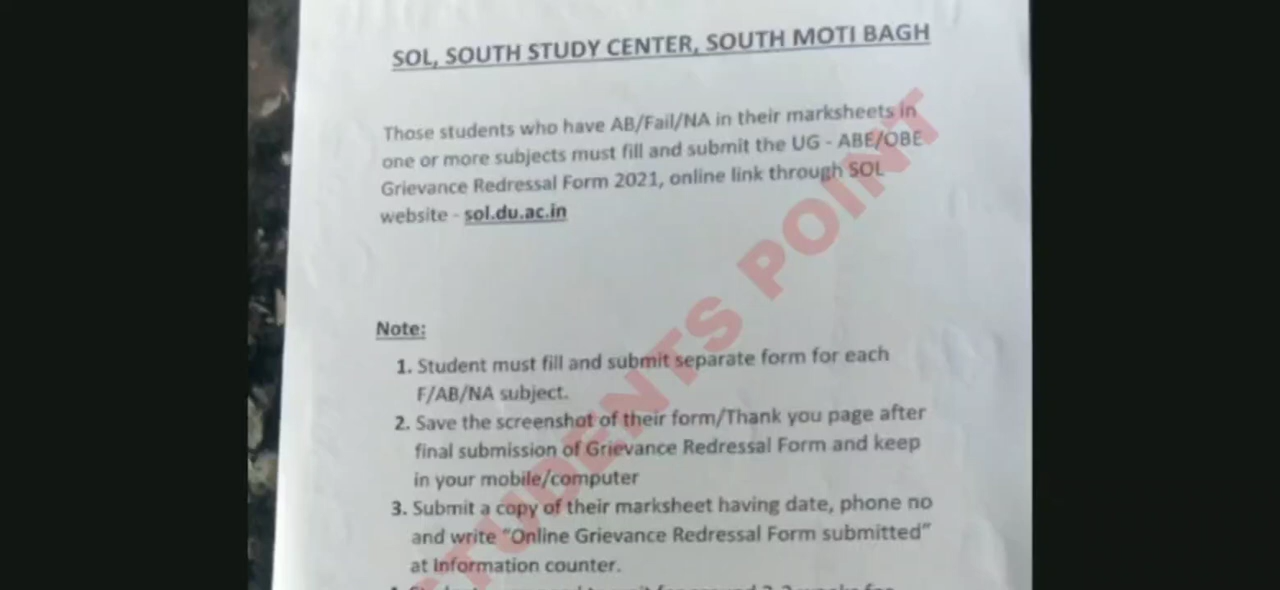 SOL, SOUTH STUDY CENTER, SOUTH MOTI BAGH
Those students who have AB/Fail/NA in their marksheets in
one or more subjects must fill and submit the UG - ABE/OBE
Grievance Redressal Form 2021, online link through SOL
website - sol.du.ac.in
Note:
1. Student must fill and submit separate form for each
F/AB/NA subject.
2. Save the screenshot of their form/Thank you page after
final submission of Grievance Redressal Form and keep
in your mobile/computer
3. Submit a copy of their marksheet having date, phone no
and write "Online Grievance Redressal Form submitted"
at Information counter.
STUDENTS POINT